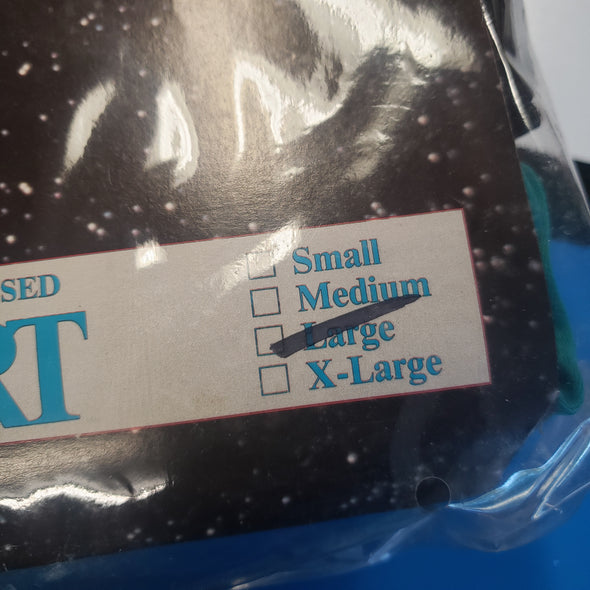 SED
RT
Small
Medium
Large
X-Large